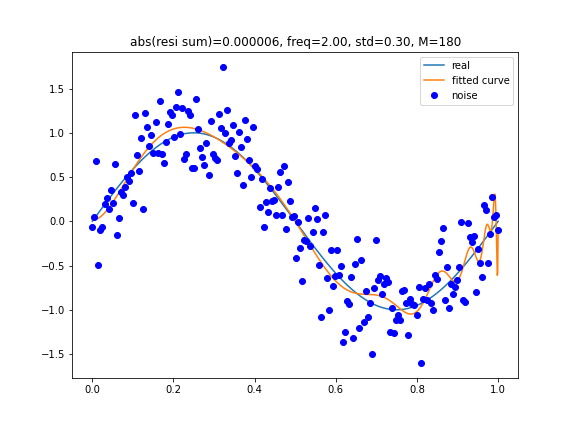 abs(resi sum)=0.000006, freq=2.00, std=0.30, M=180
real
fitted curve
noise
1.5
1.0
0.5
0.0
−0.5
−1.0
−1.5
0.0 0.2 0.4 0.6 0.8 1.0